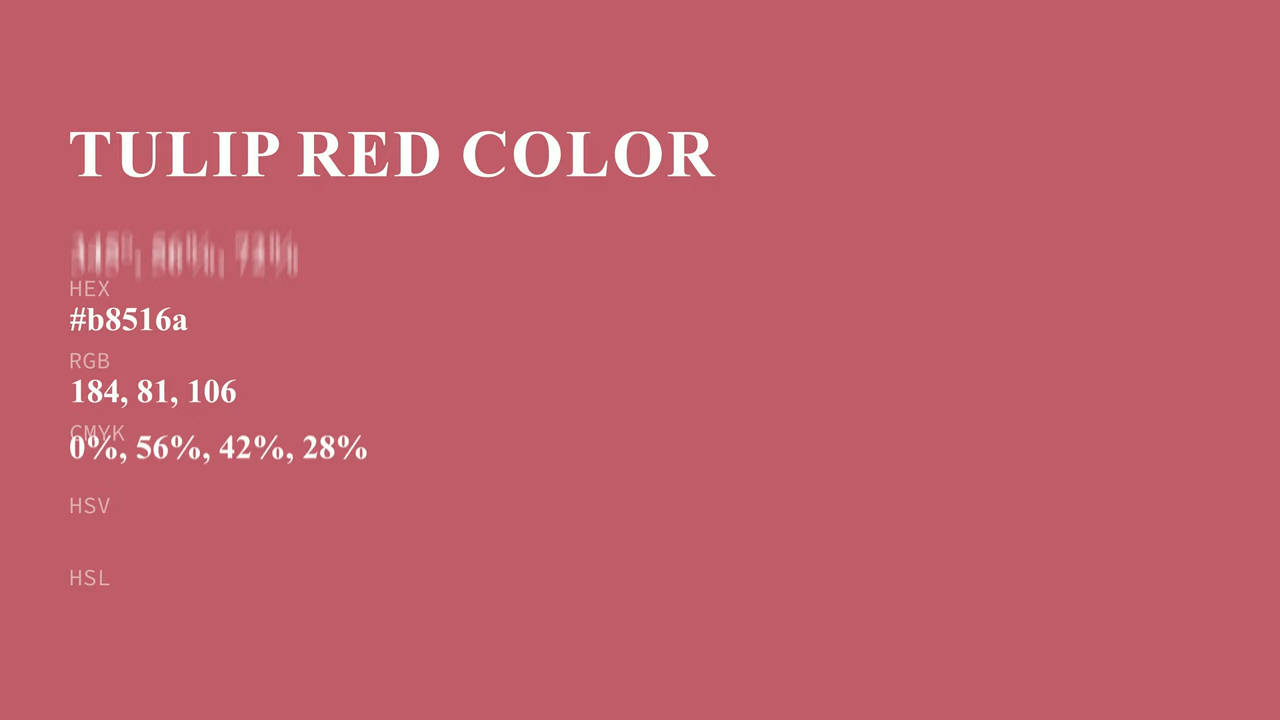 TULIP RED COLOR
HEX
#b8516a
RGB
184, 81, 106
CMYK
0%, 56%, 42%, 28%
HSV
HSL